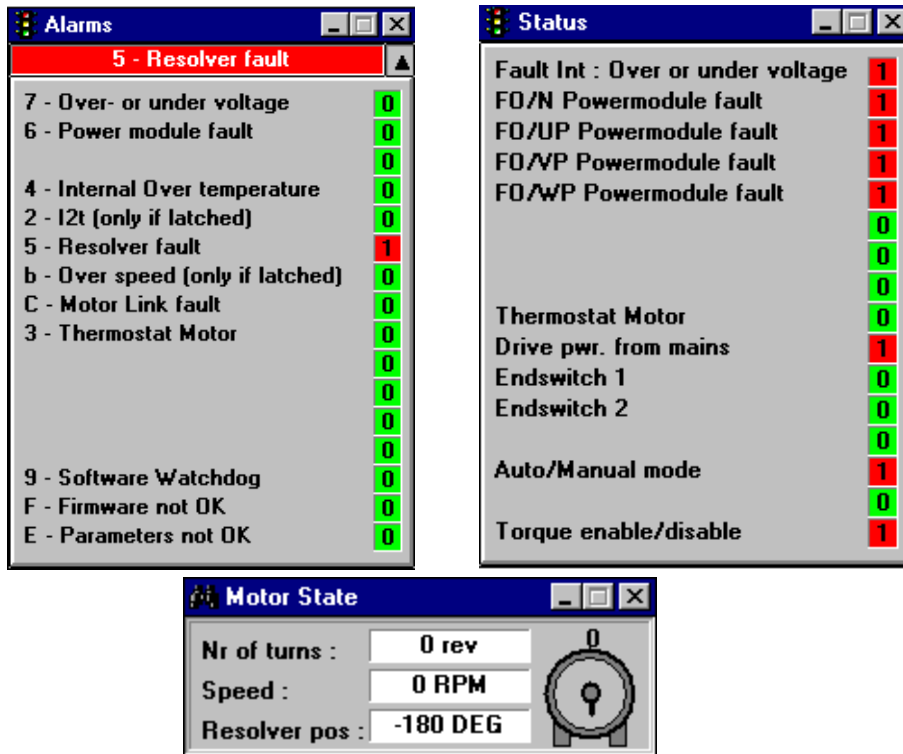 Alarms
5 - Resolver fault
7 - Over- or under voltage 0
6 - Power module fault 0
0
4 - Internal Over temperature 0
2 - I2t (only if latched) 0
5 - Resolver fault 1
b - Over speed (only if latched) 0
C - Motor Link fault 0
3 - Thermostat Motor 0
0
0
0
0
9 - Software Watchdog 0
F - Firmware not OK 0
E - Parameters not OK 0
Status
Fault Int : Over or under voltage 1
FO/N Powermodule fault 1
FO/UP Powermodule fault 1
FO/VP Powermodule fault 1
FO/WP Powermodule fault 1
0
0
0
Thermostat Motor 0
Drive pwr. from mains 1
Endswitch 1 0
Endswitch 2 0
0
Auto/Manual mode 1
0
Torque enable/disable 1
Motor State
Nr of turns : 0 rev
Speed : 0 RPM
Resolver pos : -180 DEG
0